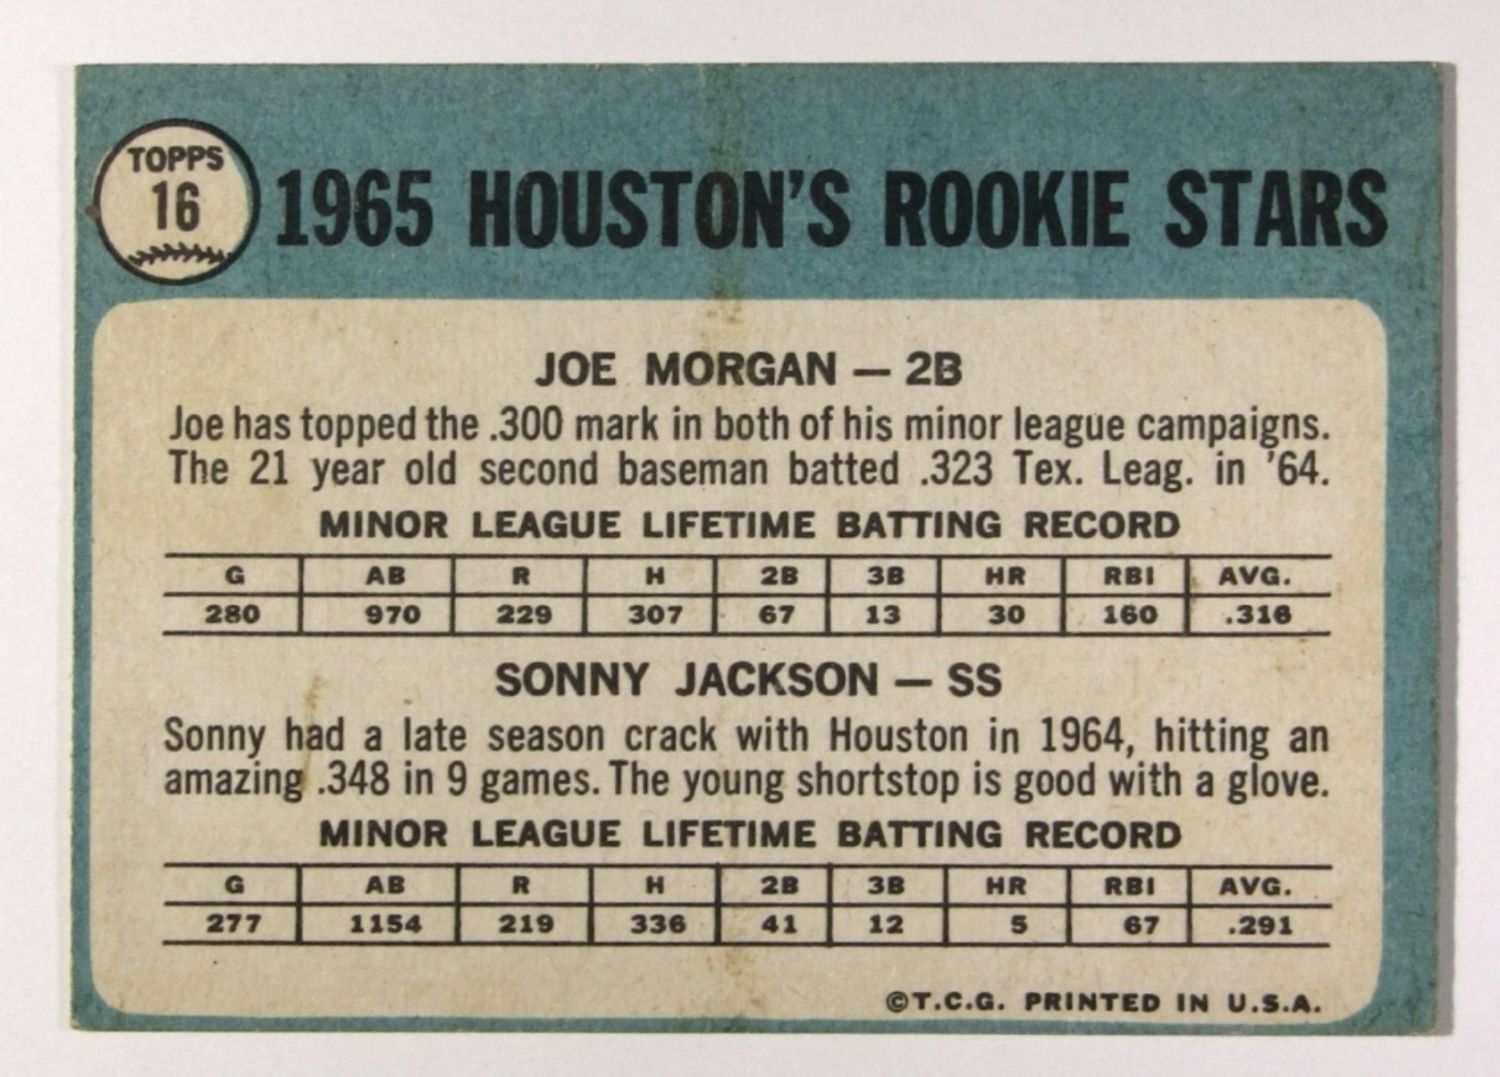 TOPPS
16
1965 HOUSTON'S ROOKIE STARS
JOE MORGAN — 2B
Joe has topped the .300 mark in both of his minor league campaigns.
The 21 year old second baseman batted .323 Tex. Leag. in '64.
MINOR LEAGUE LIFETIME BATTING RECORD
G AB R H 2B 3B HR RBI AVG.
280 970 229 307 67 13 30 160 .316
SONNY JACKSON — SS
Sonny had a late season crack with Houston in 1964, hitting an
amazing .348 in 9 games. The young shortstop is good with a glove.
MINOR LEAGUE LIFETIME BATTING RECORD
G AB R H 2B 3B HR RBI AVG.
277 1154 219 336 41 12 5 67 .291
©T.C.G. PRINTED IN U.S.A.